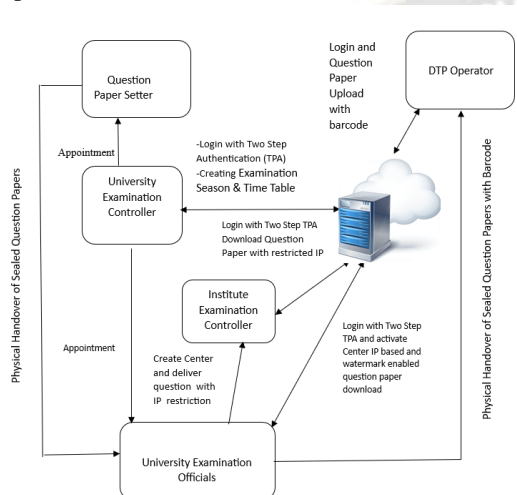 Login and
Question
Paper
Upload
with
barcode
DTP Operator
Question
Paper Setter
Appointment
-Login with Two Step
Authentication (TPA)
-Creating Examination
Season & Time Table
University
Examination
Controller
Login with Two Step TPA
Download Question
Paper with restricted IP
Institute
Examination
Controller
Appointment
Create Center
and deliver
question with
IP restriction
Login with Two Step
TPA and activate
Center IP based and
watermark enabled
question paper
download
University Examination
Officials
Physical Handover of Sealed Question Papers
Physical Handover of Sealed Question Papers with Barcode